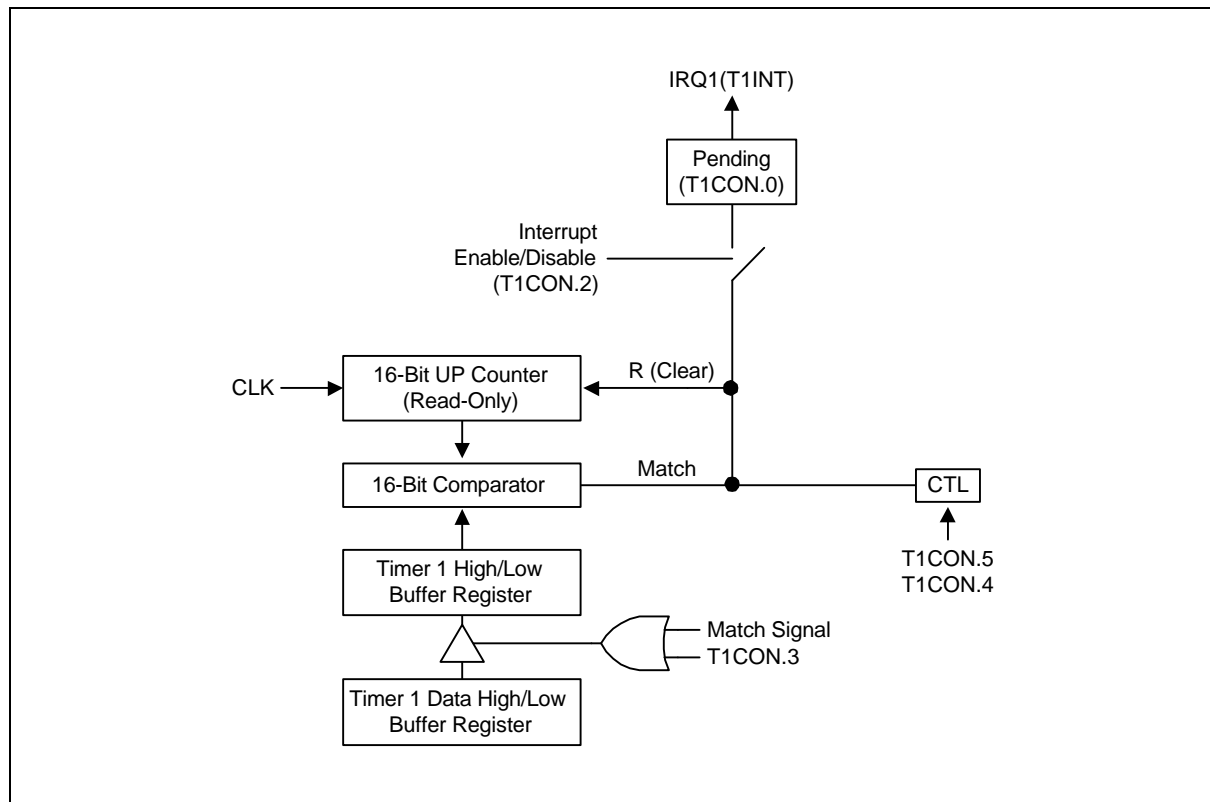 IRQ1(T1INT)
Pending
(T1CON.0)
Interrupt
Enable/Disable
(T1CON.2)
CLK
16-Bit UP Counter
(Read-Only)
R (Clear)
16-Bit Comparator
Match
CTL
T1CON.5
T1CON.4
Timer 1 High/Low
Buffer Register
Match Signal
T1CON.3
Timer 1 Data High/Low
Buffer Register